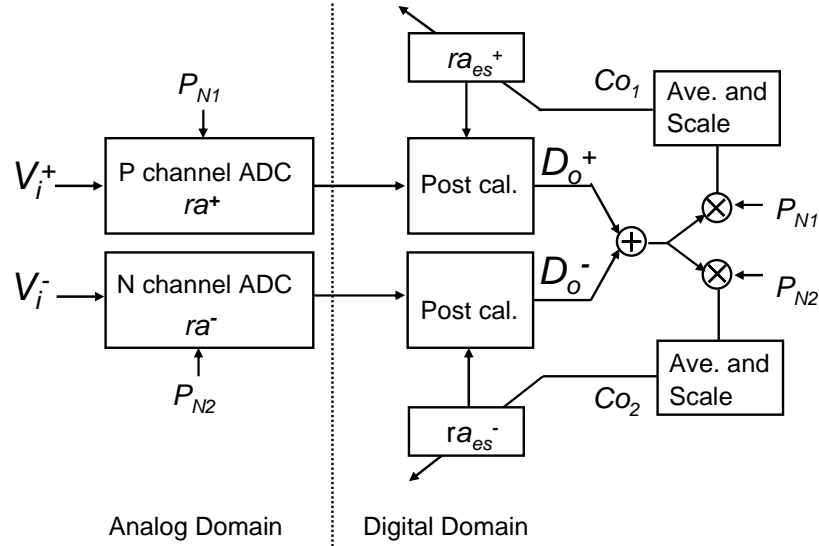 ra_es^+
Co_1
Ave. and
Scale
P_N1
V_i^+
P channel ADC
ra^+
Post cal.
D_o^+
P_N1
V_i^-
N channel ADC
ra^-
Post cal.
D_o^-
P_N2
P_N2
Ave. and
Scale
Co_2
ra_es^-
Analog Domain
Digital Domain